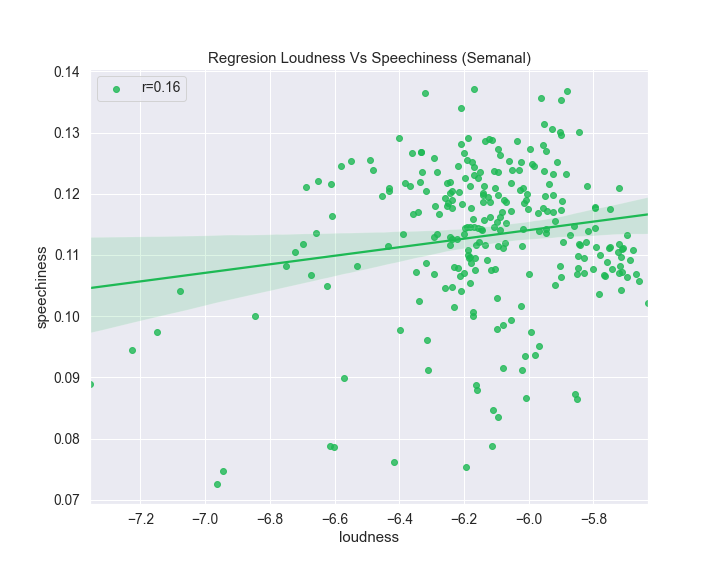 Regresion Loudness Vs Speechiness (Semanal)
r=0.16
0.14
0.13
0.12
0.11
0.10
0.09
0.08
0.07
speechiness
−7.2 −7.0 −6.8 −6.6 −6.4 −6.2 −6.0 −5.8
loudness